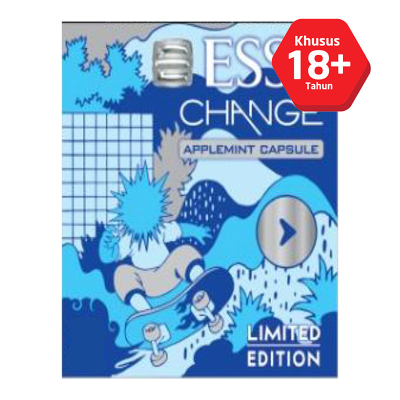 ESS
CHANGE
APPLEMINT CAPSULE
LIMITED
EDITION
Khusus
18+
Tahun